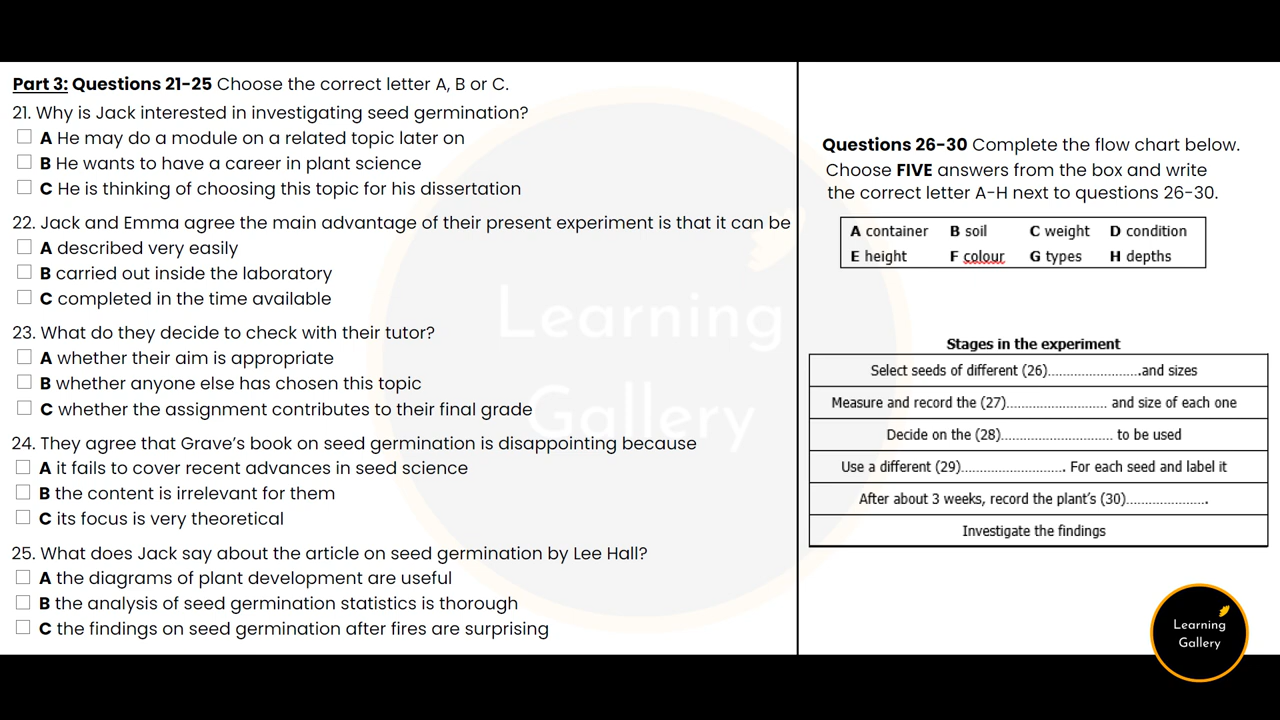 Part 3: Questions 21-25 Choose the correct letter A, B or C.
21. Why is Jack interested in investigating seed germination?
A He may do a module on a related topic later on
B He wants to have a career in plant science
C He is thinking of choosing this topic for his dissertation
22. Jack and Emma agree the main advantage of their present experiment is that it can be
A described very easily
B carried out inside the laboratory
C completed in the time available
23. What do they decide to check with their tutor?
A whether their aim is appropriate
B whether anyone else has chosen this topic
C whether the assignment contributes to their final grade
24. They agree that Grave's book on seed germination is disappointing because
A it fails to cover recent advances in seed science
B the content is irrelevant for them
C its focus is very theoretical
25. What does Jack say about the article on seed germination by Lee Hall?
A the diagrams of plant development are useful
B the analysis of seed germination statistics is thorough
C the findings on seed germination after fires are surprising
Questions 26-30 Complete the flow chart below.
Choose FIVE answers from the box and write
the correct letter A-H next to questions 26-30.
A container B soil C weight D condition
E height F colour G types H depths
Stages in the experiment
Select seeds of different (26)........................and sizes
Measure and record the (27).......................... and size of each one
Decide on the (28)............................. to be used
Use a different (29)........................... For each seed and label it
After about 3 weeks, record the plant's (30).....................
Investigate the findings
Learning
Gallery
Learning
Gallery